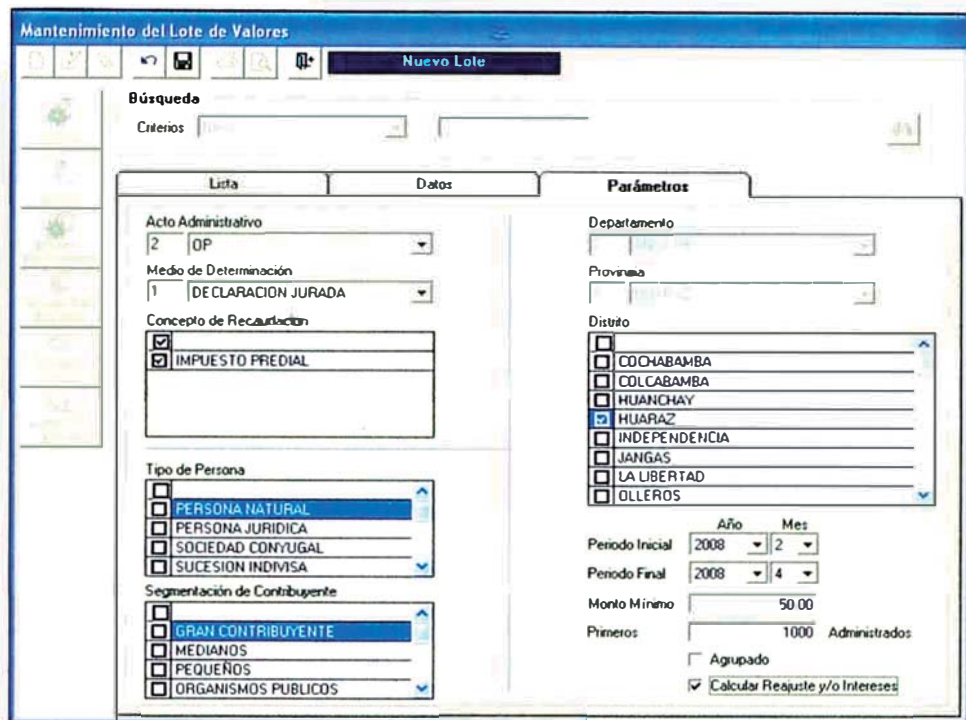 Mantenimiento del Lote de Valores
Nuevo Lote
Búsqueda
Criterios
Lista Datos Parámetros
Acto Administrativo
2 OP
Medio de Determinación
1 DECLARACION JURADA
Concepto de Recaudacion
IMPUESTO PREDIAL
Tipo de Persona
PERSONA NATURAL
PERSONA JURIDICA
SOCIEDAD CONYUGAL
SUCESION INDIVISA
Segmentación de Contribuyente
GRAN CONTRIBUYENTE
MEDIANOS
PEQUEÑOS
ORGANISMOS PUBLICOS
Departamento
Provincia
Distrito
COCHABAMBA
COLCABAMBA
HUANCHAY
HUARAZ
INDEPENDENCIA
JANGAS
LA LIBERTAD
OLLEROS
Año Mes
Periodo Inicial 2008 2
Periodo Final 2008 4
Monto Mínimo 50.00
Primeros 1000 Administrados
Agrupado
Calcular Reajuste y/o Intereses